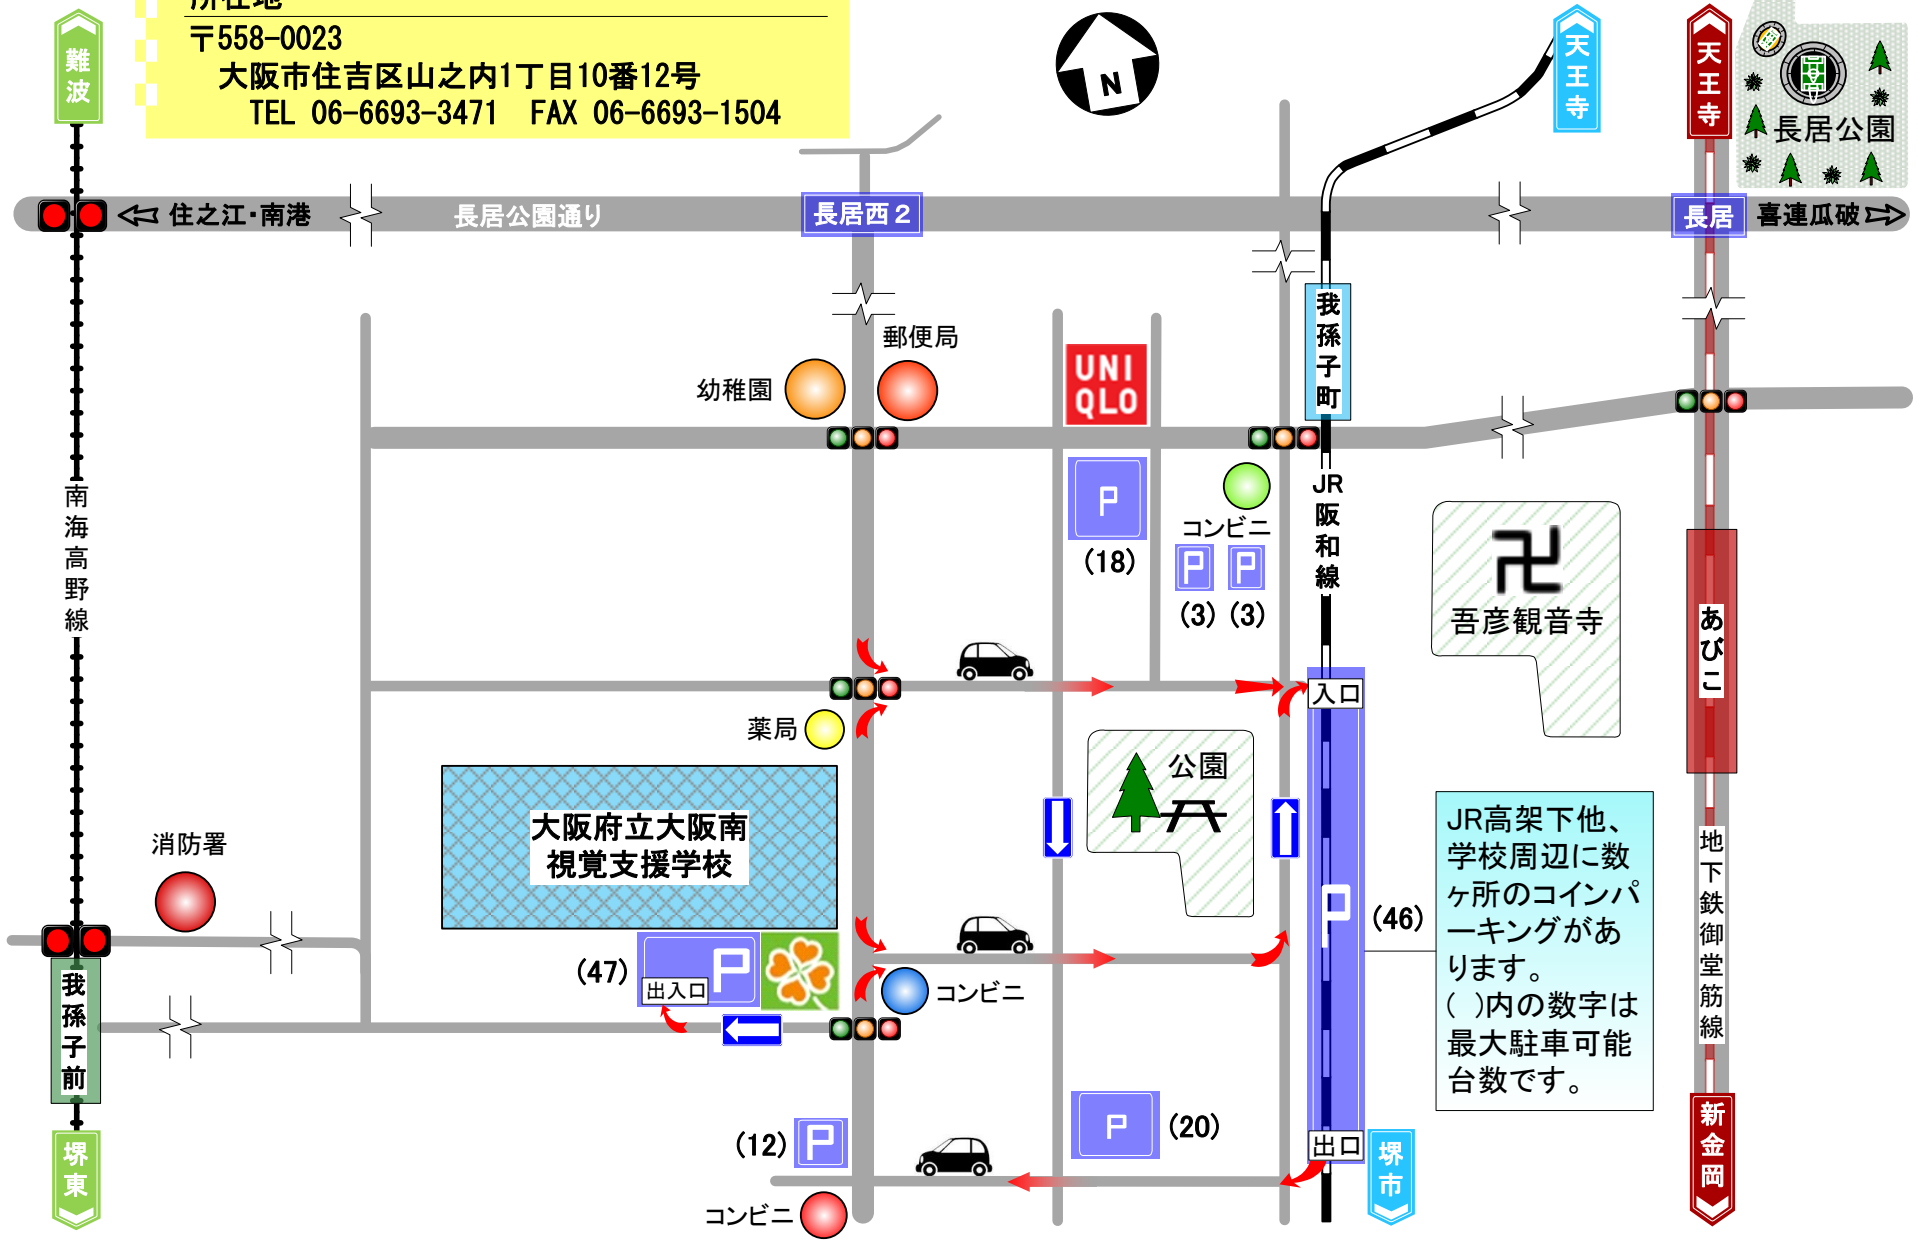 所在地
〒558-0023
大阪市住吉区山之内1丁目10番12号
TEL 06-6693-3471 FAX 06-6693-1504
難波
N
天王寺
天王寺
長居公園
住之江・南港
長居公園通り
長居西2
長居
喜連瓜破
我孫子町
郵便局
幼稚園
UNI
QLO
南海高野線
P
(18)
コンビニ
P
P
(3)
(3)
JR阪和線
吾彦観音寺
あびこ
入口
薬局
公園
大阪府立大阪南
視覚支援学校
消防署
JR高架下他、
学校周辺に数
ヶ所のコインパ
ーキングがあ
ります。
( )内の数字は
最大駐車可能
台数です。
P
(46)
地下鉄御堂筋線
(47)
P
出入口
コンビニ
我孫子前
(12)
P
P
(20)
出口
堺東
コンビニ
堺市
新金岡